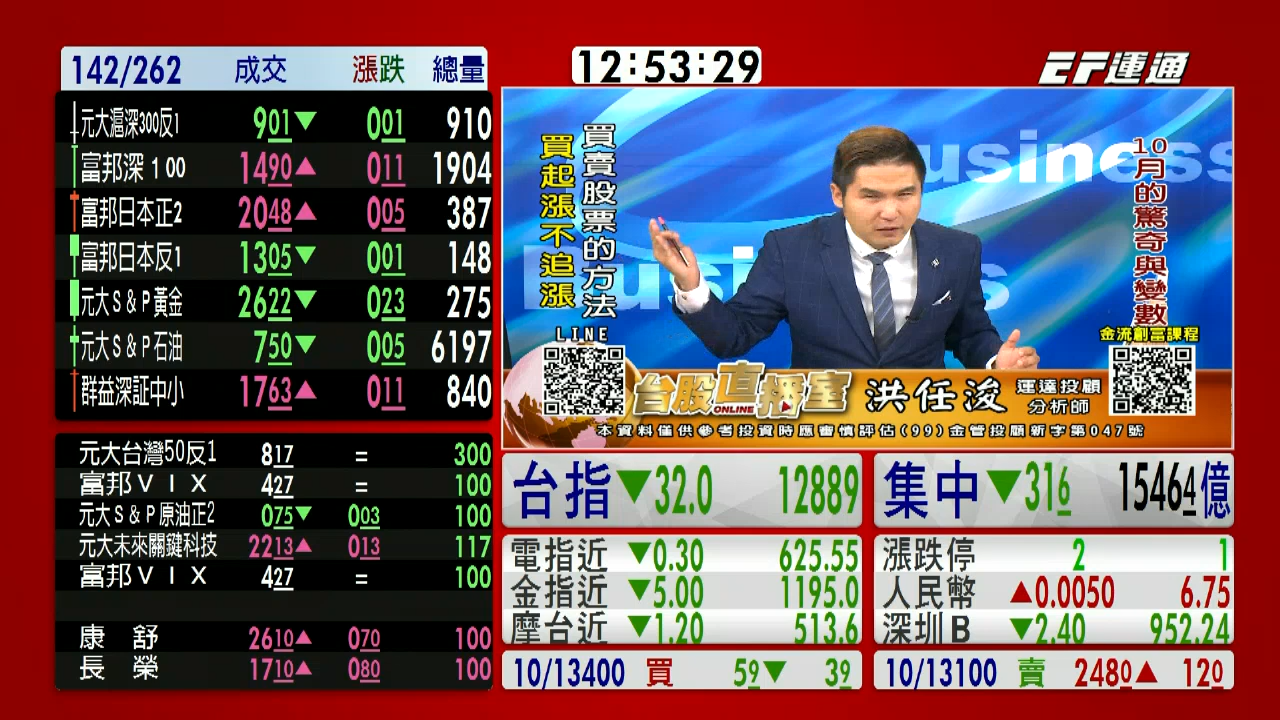 142/262 成交 漲跌 總量
元大滬深300反1 901▼ 001 910
富邦深100 1490▲ 011 1904
富邦日本正2 2048▲ 005 387
富邦日本反1 1305▼ 001 148
元大S&P黃金 2622▼ 023 275
元大S&P石油 750▼ 005 6197
群益深証中小 1763▲ 011 840
元大台灣50反1 817 = 300
富邦VIX 427 = 100
元大S&P原油正2 075▼ 003 100
元大未來關鍵科技 2213▲ 013 117
富邦VIX 427 = 100
康舒 2610▲ 070 100
長榮 1710▲ 080 100
12:53:29
EF運通
買賣股票的方法
買起漲不追漲
Business
Business
10月的驚奇與變數
LINE
金流創富課程
台股直播室
ONLINE
洪任浚
運達投顧
分析師
本資料僅供參考投資時應審慎評估(99)金管投顧新字第047號
台指▼32.0 12889
電指近 ▼0.30 625.55
金指近 ▼5.00 1195.0
摩台近 ▼1.20 513.6
10/13400 買 59▼ 39
集中▼316 15464億
漲跌停 2 1
人民幣 ▲0.0050 6.75
深圳B ▼2.40 952.24
10/13100 賣 2480▲ 120